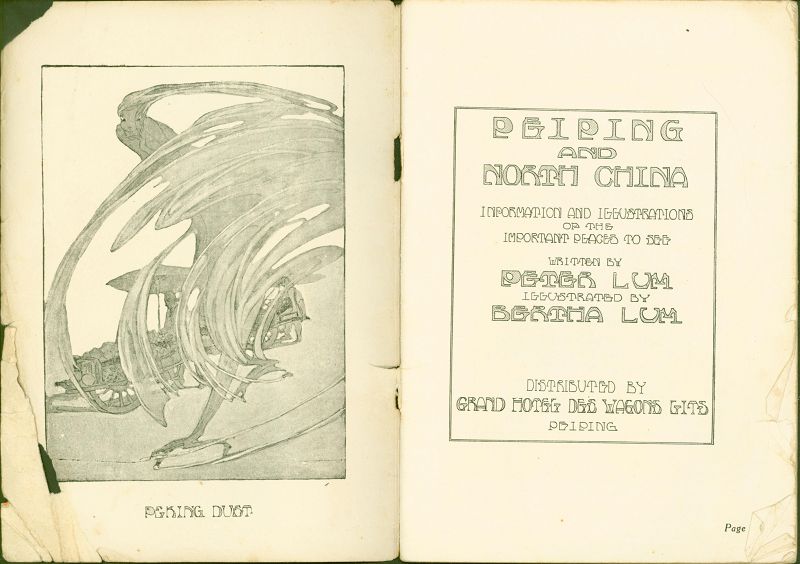 PEKING DUST
PEIPING
AND
NORTH CHINA
INFORMATION AND ILLUSTRATIONS
OF THE
IMPORTANT PLACES TO SEE
WRITTEN BY
PETER LUM
ILLUSTRATED BY
BERTHA LUM
DISTRIBUTED BY
GRAND HOTEL DES WAGONS LITS
PEIPING
Page